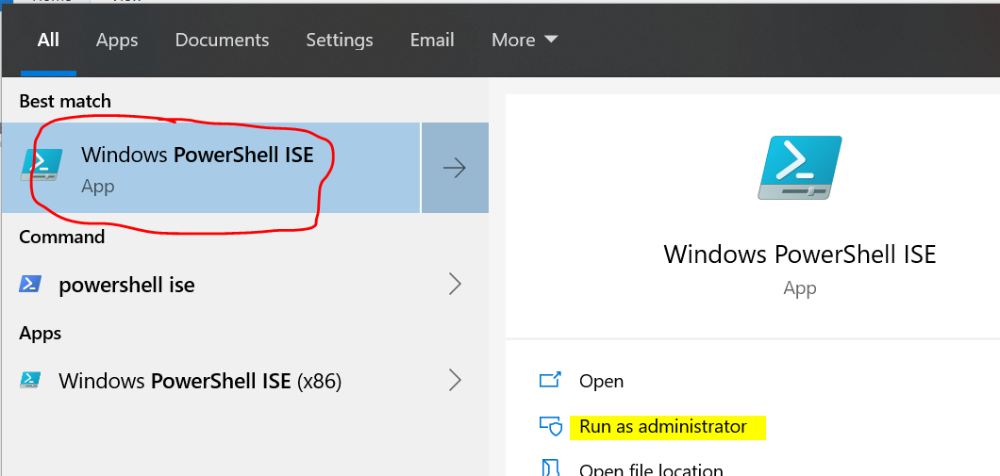 All Apps Documents Settings Email More
Best match
Windows PowerShell ISE
App
Command
powershell ise
Apps
Windows PowerShell ISE (x86)
Windows PowerShell ISE
App
Open
Run as administrator
Open file location